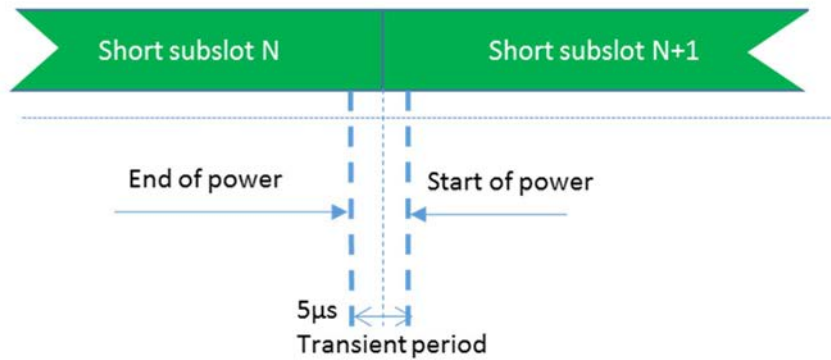 Short subslot N
Short subslot N+1
End of power
Start of power
5µs
Transient period